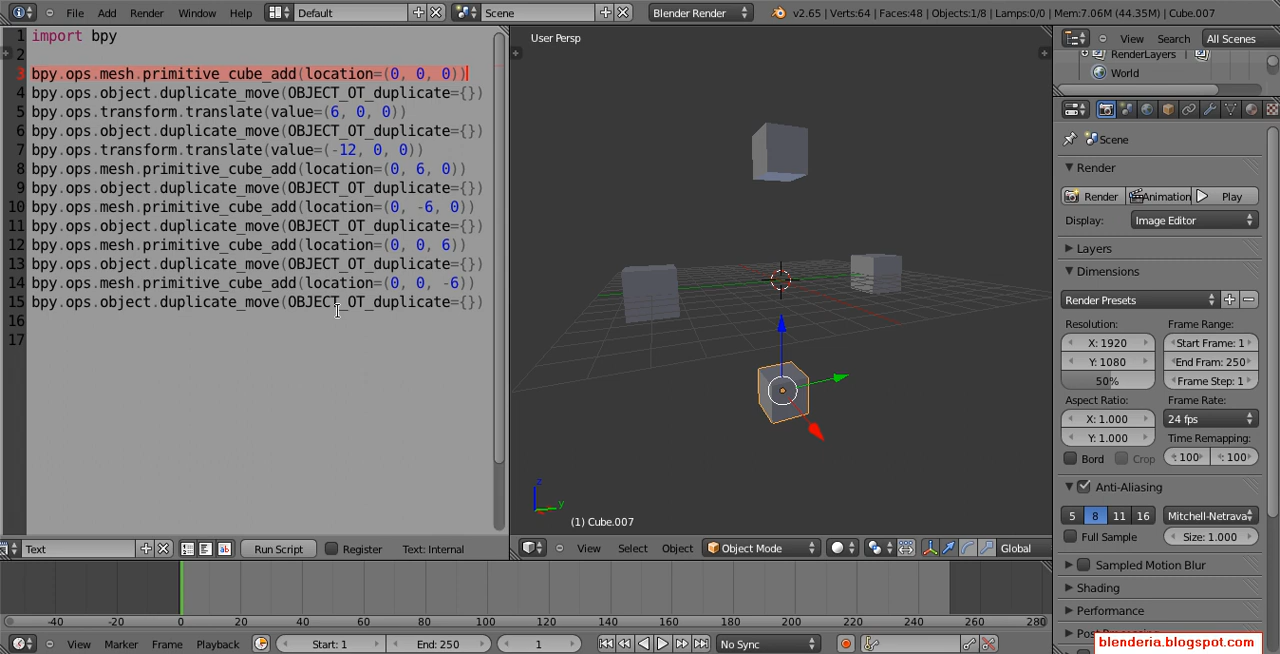 File Add Render Window Help Default Scene Blender Render v2.65 | Verts:64 | Faces:48 | Objects:1/8 | Lamps:0/0 | Mem:7.06M (44.35M) | Cube.007
1 import bpy
2
3 bpy.ops.mesh.primitive_cube_add(location=(0, 0, 0))
4 bpy.ops.object.duplicate_move(OBJECT_OT_duplicate={})
5 bpy.ops.transform.translate(value=(6, 0, 0))
6 bpy.ops.object.duplicate_move(OBJECT_OT_duplicate={})
7 bpy.ops.transform.translate(value=(-12, 0, 0))
8 bpy.ops.mesh.primitive_cube_add(location=(0, 6, 0))
9 bpy.ops.object.duplicate_move(OBJECT_OT_duplicate={})
10 bpy.ops.mesh.primitive_cube_add(location=(0, -6, 0))
11 bpy.ops.object.duplicate_move(OBJECT_OT_duplicate={})
12 bpy.ops.mesh.primitive_cube_add(location=(0, 0, 6))
13 bpy.ops.object.duplicate_move(OBJECT_OT_duplicate={})
14 bpy.ops.mesh.primitive_cube_add(location=(0, 0, -6))
15 bpy.ops.object.duplicate_move(OBJECT_OT_duplicate={})
16
17
Text Run Script Register Text: Internal
User Persp
z
y
(1) Cube.007
View Select Object Object Mode Global
View Search All Scenes
RenderLayers
World
Scene
Render
Render Animation Play
Display: Image Editor
Layers
Dimensions
Render Presets
Resolution: Frame Range:
X: 1920 Start Frame: 1
Y: 1080 End Fram: 250
50% Frame Step: 1
Aspect Ratio: Frame Rate:
X: 1.000 24 fps
Y: 1.000 Time Remapping:
Bord Crop : 100 : 100
Anti-Aliasing
5 8 11 16 Mitchell-Netrava
Full Sample Size: 1.000
Sampled Motion Blur
Shading
Performance
-40 -20 0 20 40 60 80 100 120 140 160 180 200 220 240 260 280
View Marker Frame Playback Start: 1 End: 250 1 No Sync
blenderia.blogspot.com